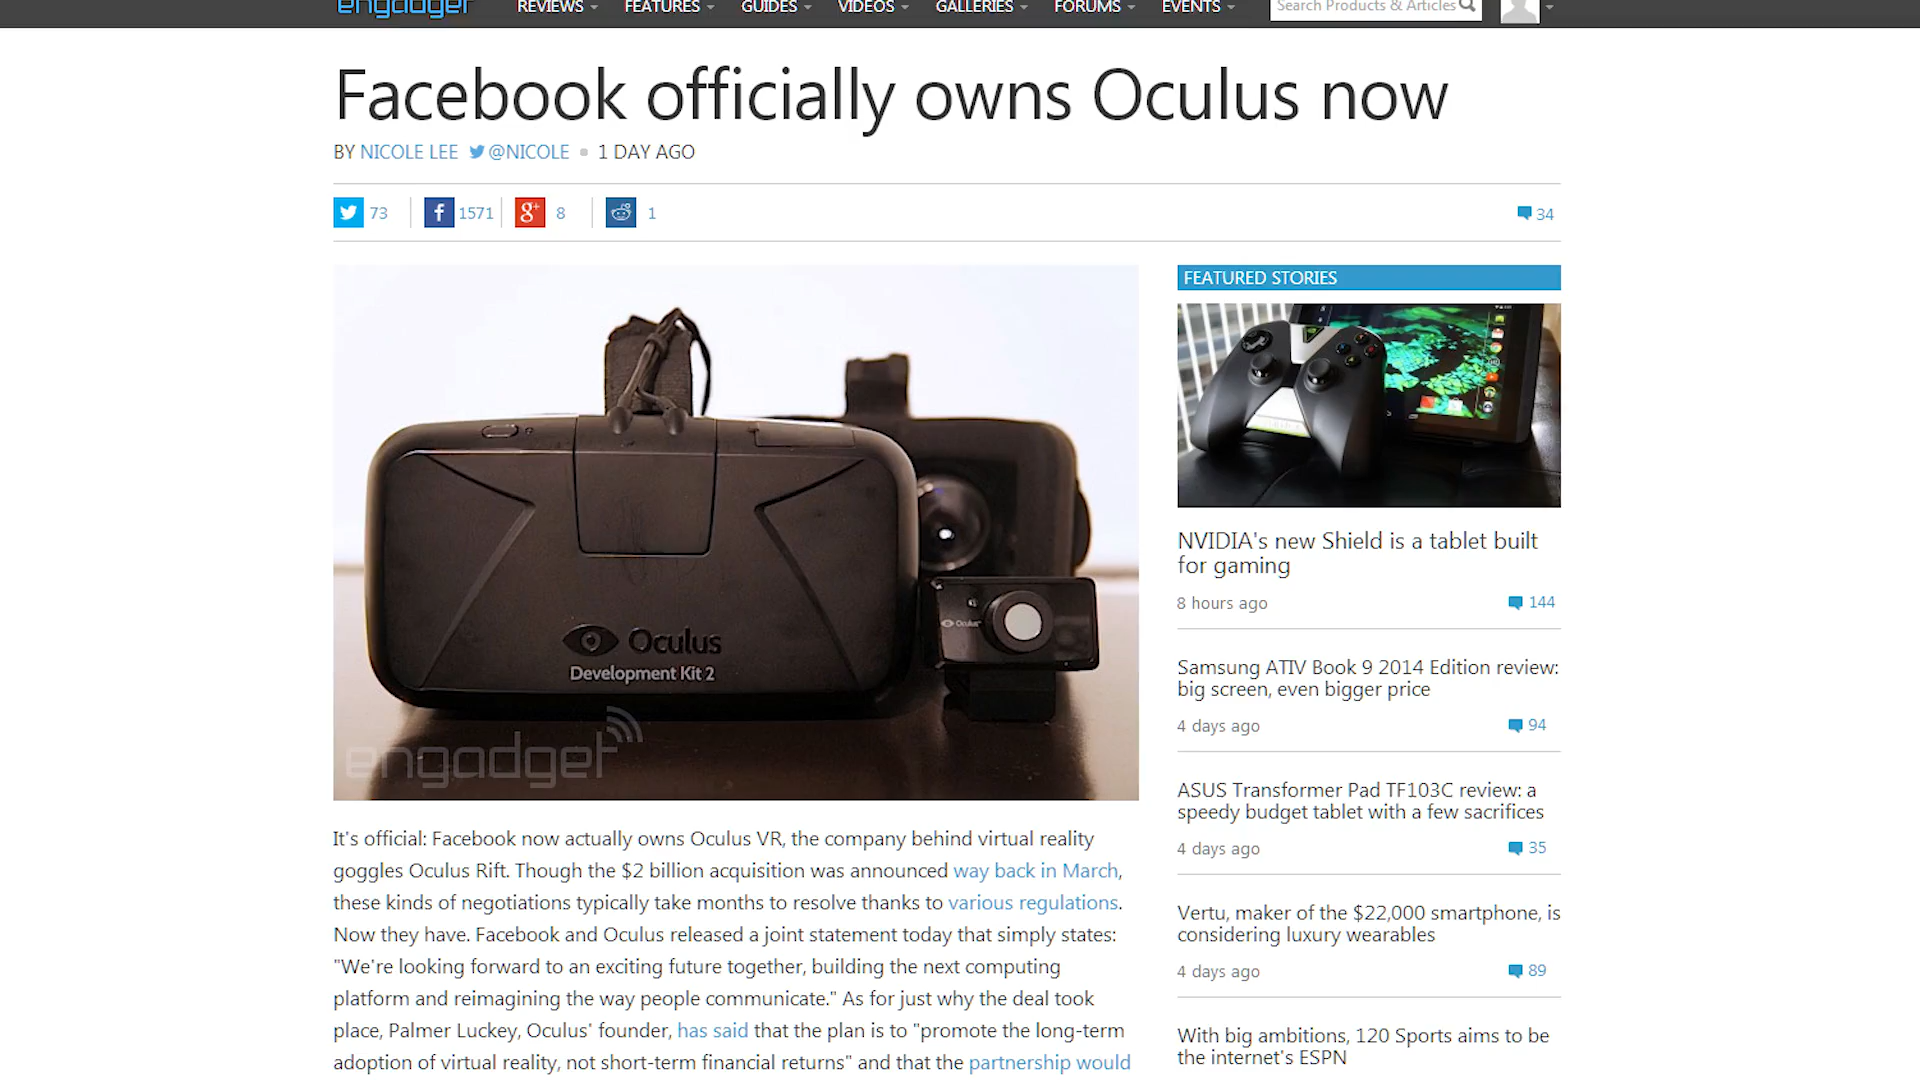 engadget REVIEWS FEATURES GUIDES VIDEOS GALLERIES FORUMS EVENTS Search Products & Articles
Facebook officially owns Oculus now
BY NICOLE LEE @NICOLE 1 DAY AGO
73 f 1571 g+ 8 1 34
Oculus
Development Kit 2
Oculus
engadget
It's official: Facebook now actually owns Oculus VR, the company behind virtual reality
goggles Oculus Rift. Though the $2 billion acquisition was announced way back in March,
these kinds of negotiations typically take months to resolve thanks to various regulations.
Now they have. Facebook and Oculus released a joint statement today that simply states:
"We're looking forward to an exciting future together, building the next computing
platform and reimagining the way people communicate." As for just why the deal took
place, Palmer Luckey, Oculus' founder, has said that the plan is to "promote the long-term
adoption of virtual reality, not short-term financial returns" and that the partnership would
FEATURED STORIES
NVIDIA's new Shield is a tablet built
for gaming
8 hours ago 144
Samsung ATIV Book 9 2014 Edition review:
big screen, even bigger price
4 days ago 94
ASUS Transformer Pad TF103C review: a
speedy budget tablet with a few sacrifices
4 days ago 35
Vertu, maker of the $22,000 smartphone, is
considering luxury wearables
4 days ago 89
With big ambitions, 120 Sports aims to be
the internet's ESPN